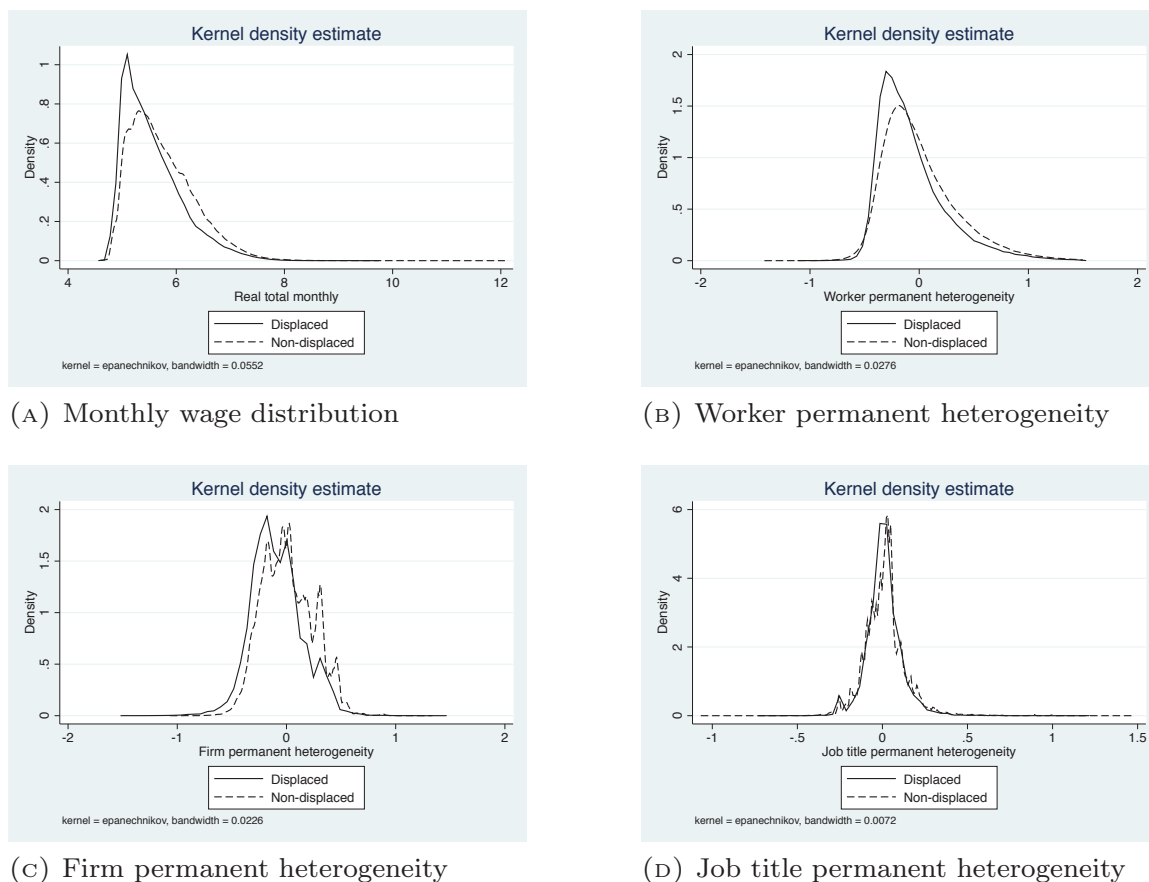 Kernel density estimate
Density
0 .2 .4 .6 .8 1
4 6 8 10 12
Real total monthly
Displaced
Non-displaced
kernel = epanechnikov, bandwidth = 0.0552
(A) Monthly wage distribution
Kernel density estimate
Density
0 .5 1 1.5 2
-2 -1 0 1 2
Worker permanent heterogeneity
Displaced
Non-displaced
kernel = epanechnikov, bandwidth = 0.0276
(B) Worker permanent heterogeneity
Kernel density estimate
Density
0 .5 1 1.5 2
-2 -1 0 1 2
Firm permanent heterogeneity
Displaced
Non-displaced
kernel = epanechnikov, bandwidth = 0.0226
(C) Firm permanent heterogeneity
Kernel density estimate
Density
0 2 4 6
-1 -.5 0 .5 1 1.5
Job title permanent heterogeneity
Displaced
Non-displaced
kernel = epanechnikov, bandwidth = 0.0072
(D) Job title permanent heterogeneity